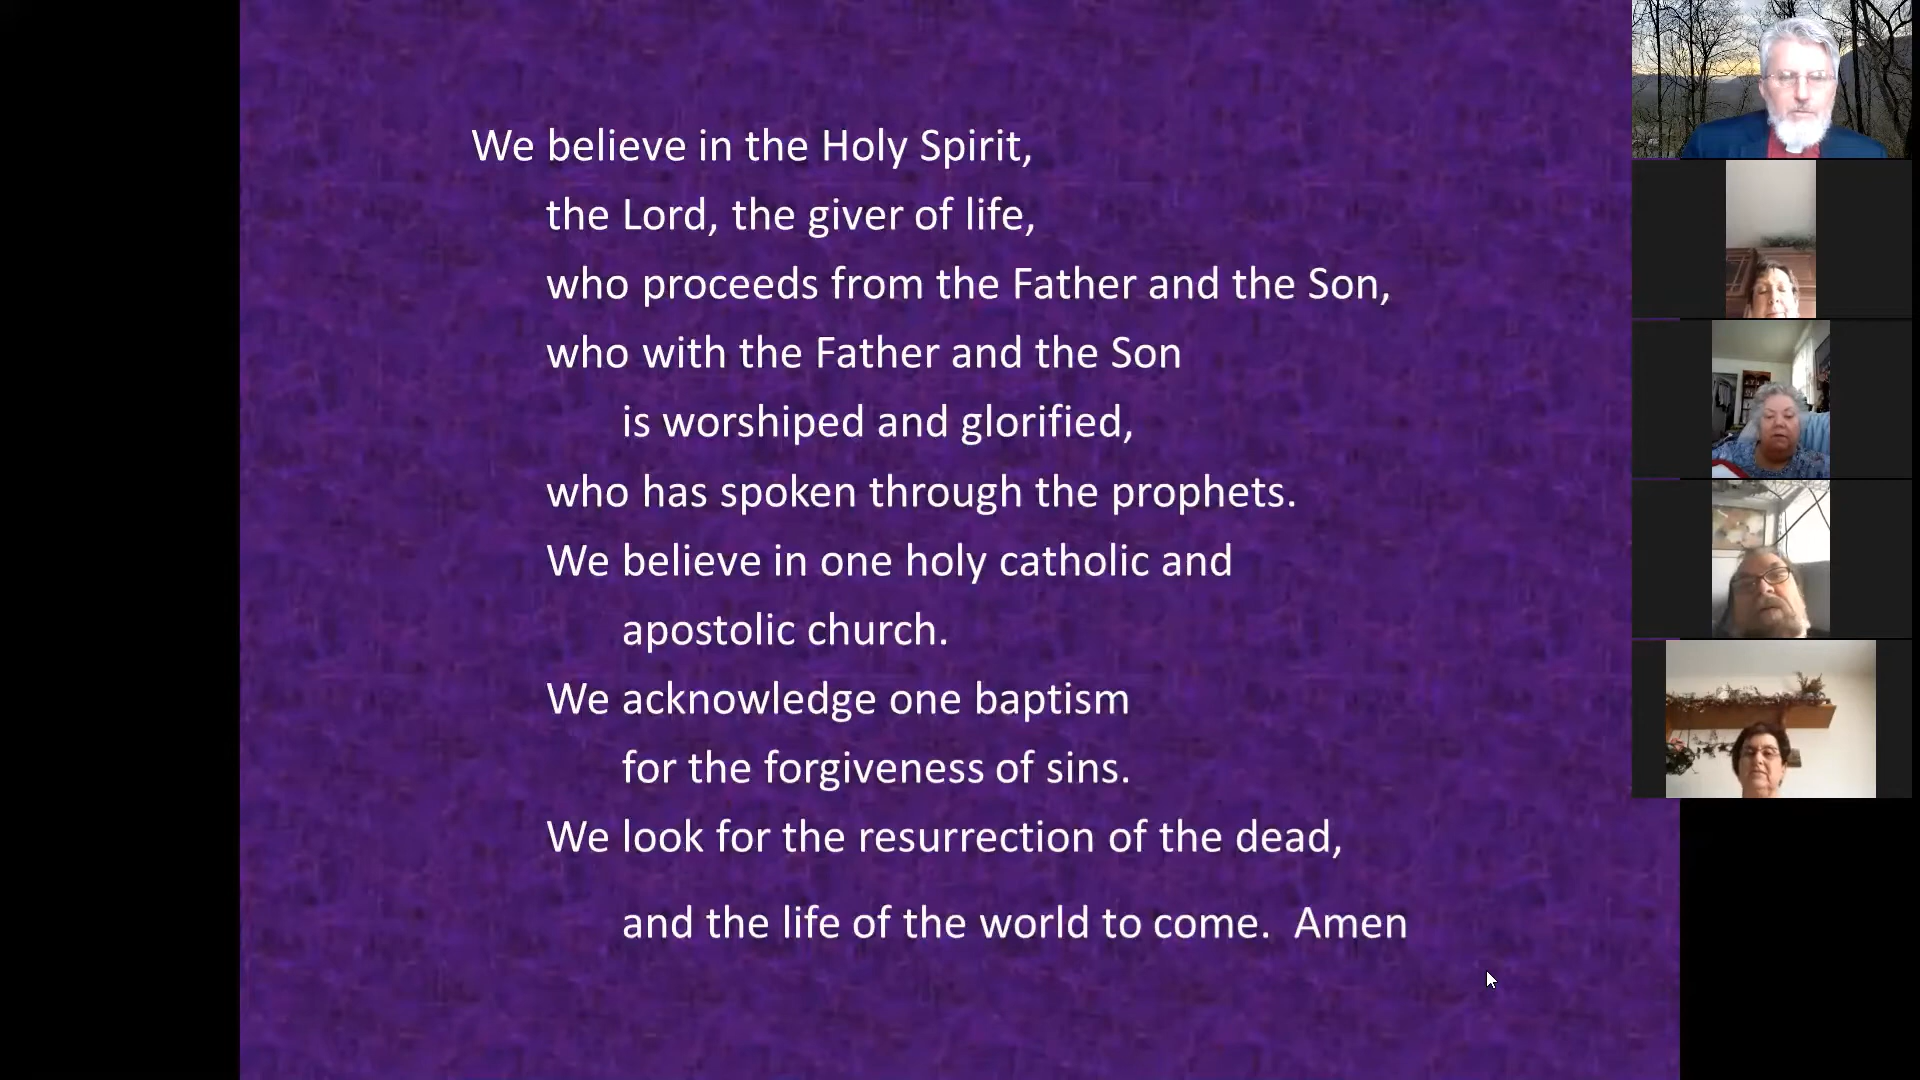 We believe in the Holy Spirit,
the Lord, the giver of life,
who proceeds from the Father and the Son,
who with the Father and the Son
is worshiped and glorified,
who has spoken through the prophets.
We believe in one holy catholic and
apostolic church.
We acknowledge one baptism
for the forgiveness of sins.
We look for the resurrection of the dead,
and the life of the world to come.  Amen